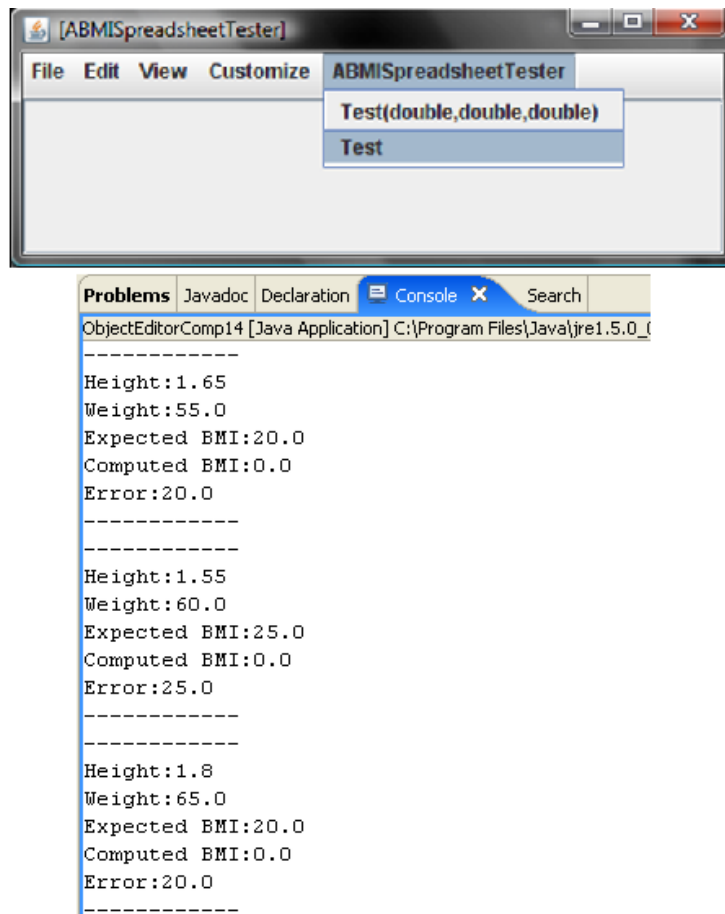 [ABMISpreadsheetTester]
File Edit View Customize ABMISpreadsheetTester
Test(double,double,double)
Test
Problems Javadoc Declaration Console Search
ObjectEditorComp14 [Java Application] C:\Program Files\Java\jre1.5.0_
------------
Height:1.65
Weight:55.0
Expected BMI:20.0
Computed BMI:0.0
Error:20.0
------------
------------
Height:1.55
Weight:60.0
Expected BMI:25.0
Computed BMI:0.0
Error:25.0
------------
------------
Height:1.8
Weight:65.0
Expected BMI:20.0
Computed BMI:0.0
Error:20.0
------------